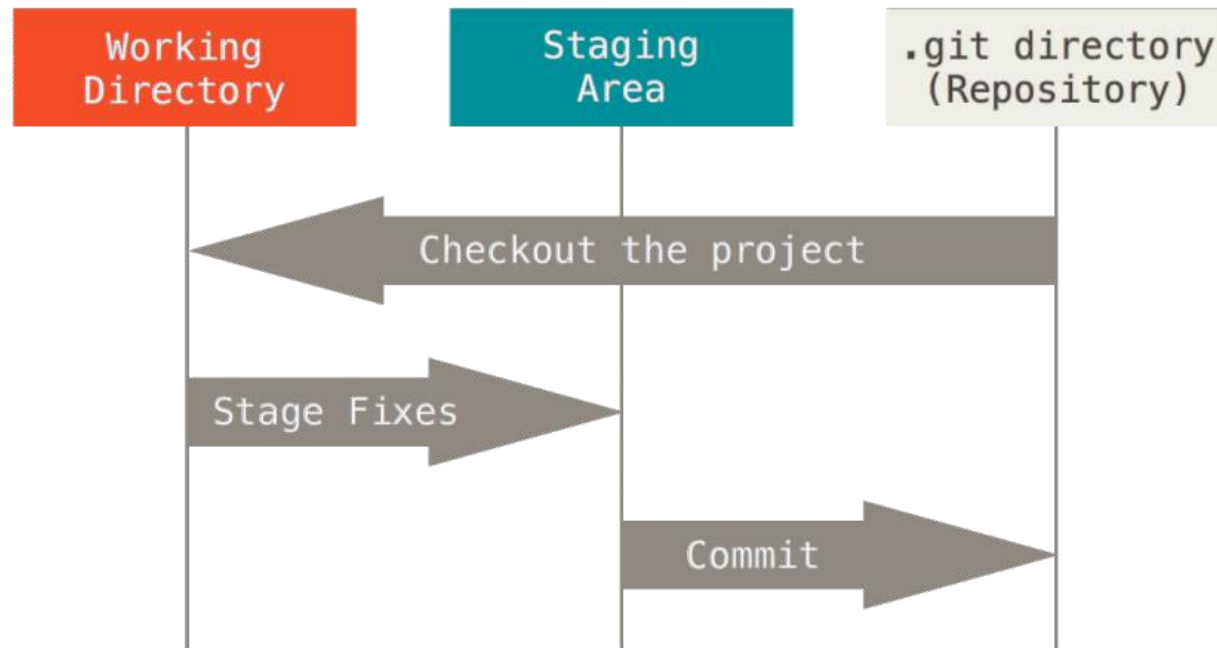 Working
Directory
Staging
Area
.git directory
(Repository)
Checkout the project
Stage Fixes
Commit